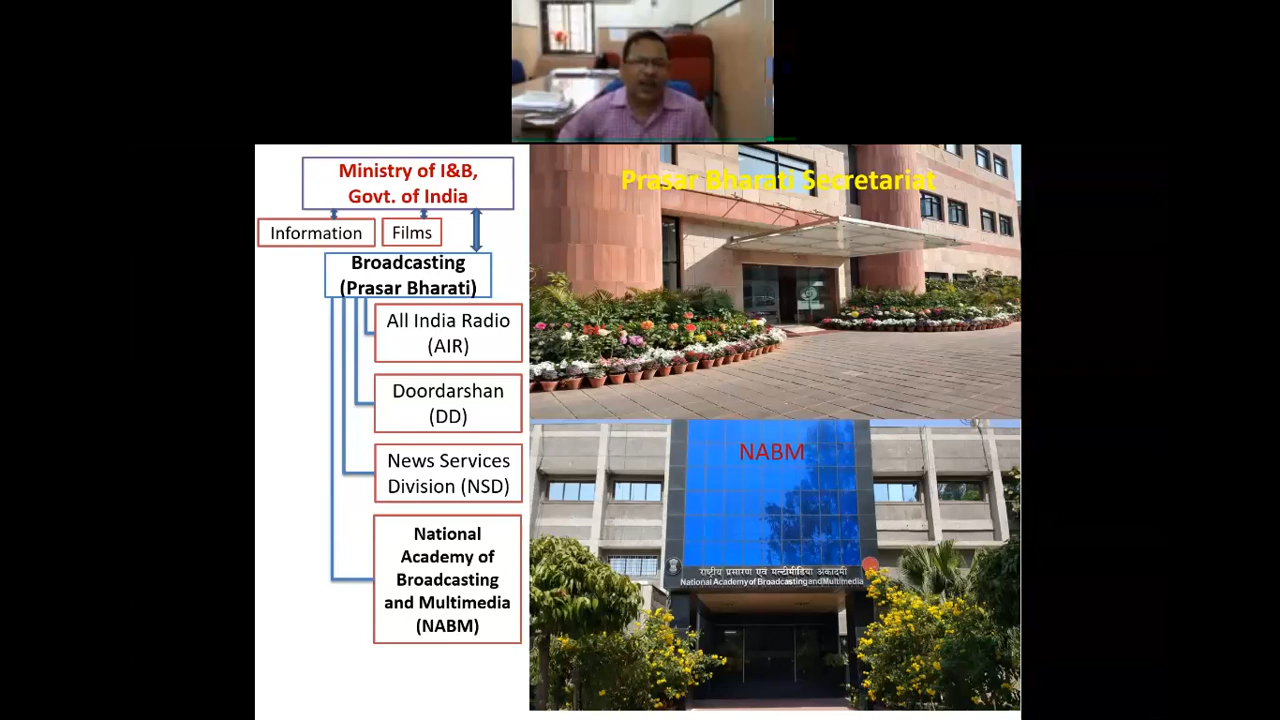 Ministry of I&B,
Govt. of India
Information
Films
Broadcasting
(Prasar Bharati)
All India Radio
(AIR)
Doordarshan
(DD)
News Services
Division (NSD)
National
Academy of
Broadcasting
and Multimedia
(NABM)
Prasar Bharati Secretariat
NABM
राष्ट्रीय प्रसारण एवं मल्टीमीडिया अकादमी
National Academy of Broadcasting and Multimedia